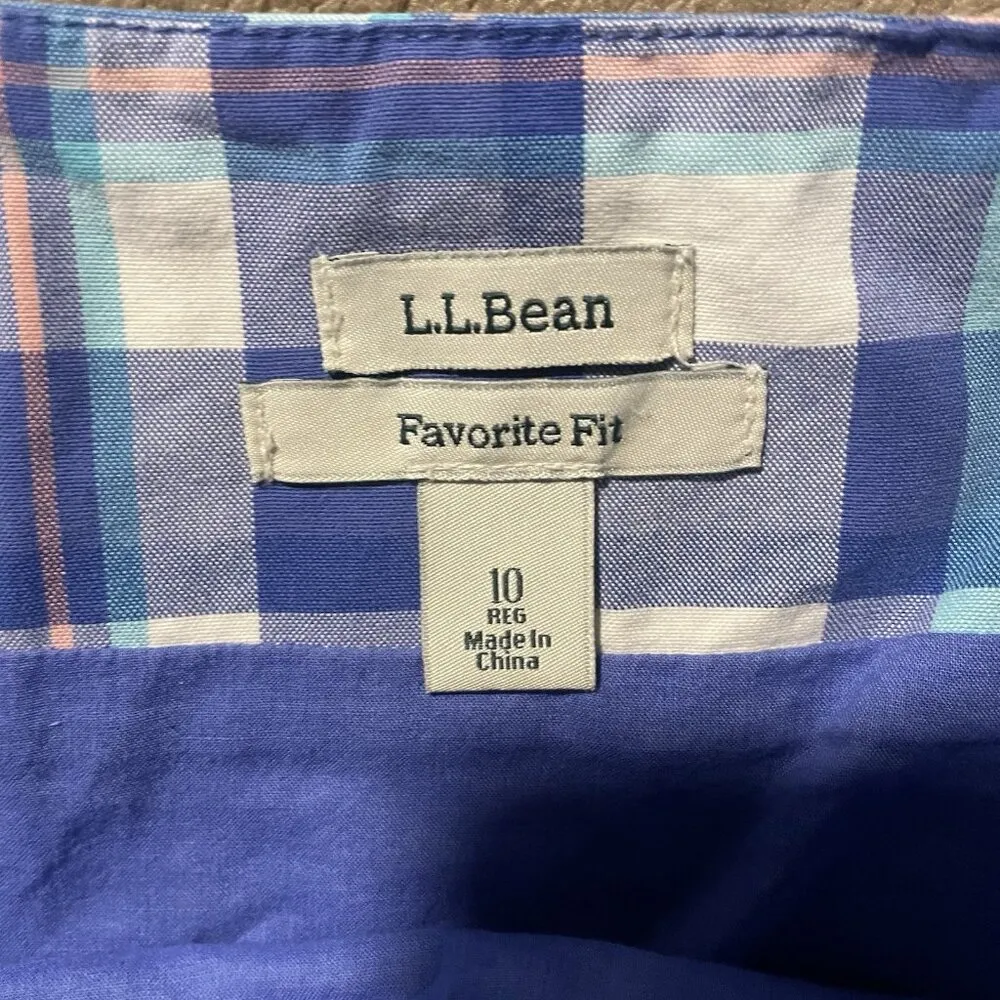 L.L.Bean
Favorite Fit
10
REG
Made In
China